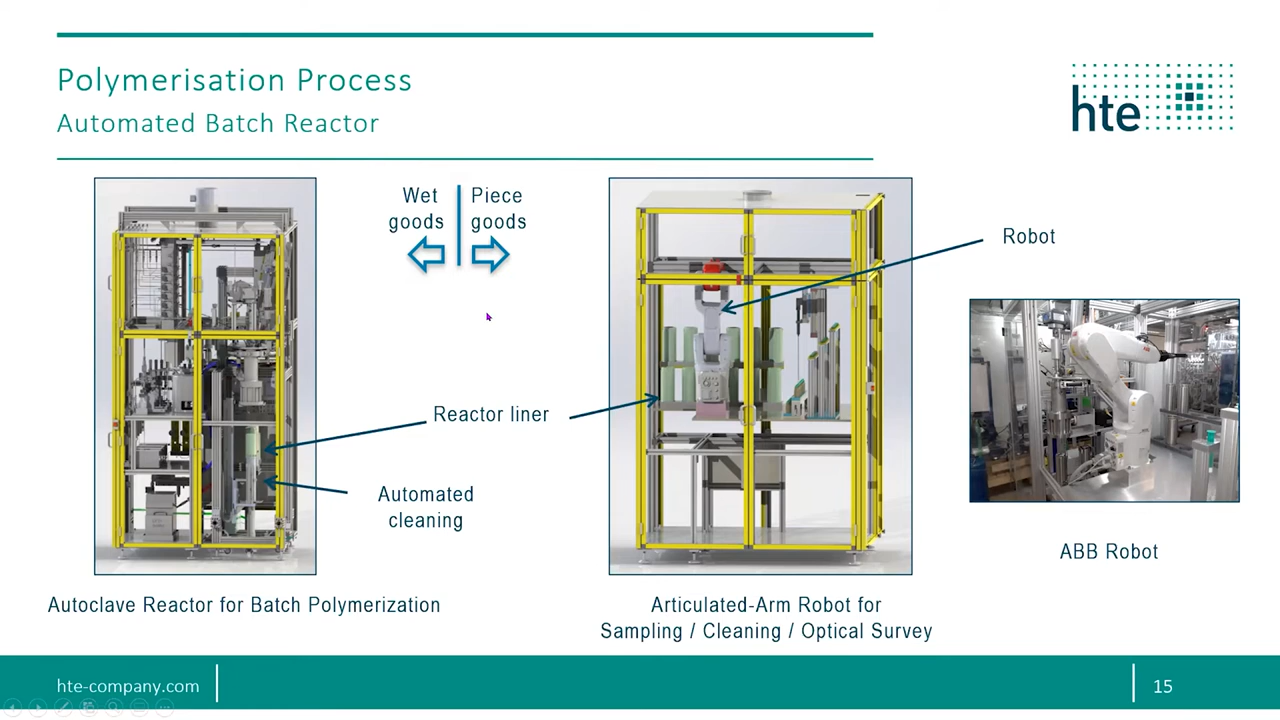 Polymerisation Process
Automated Batch Reactor
hte
Wet
goods
Piece
goods
Robot
Reactor liner
Automated
cleaning
ABB Robot
Autoclave Reactor for Batch Polymerization
Articulated-Arm Robot for
Sampling / Cleaning / Optical Survey
hte-company.com
15